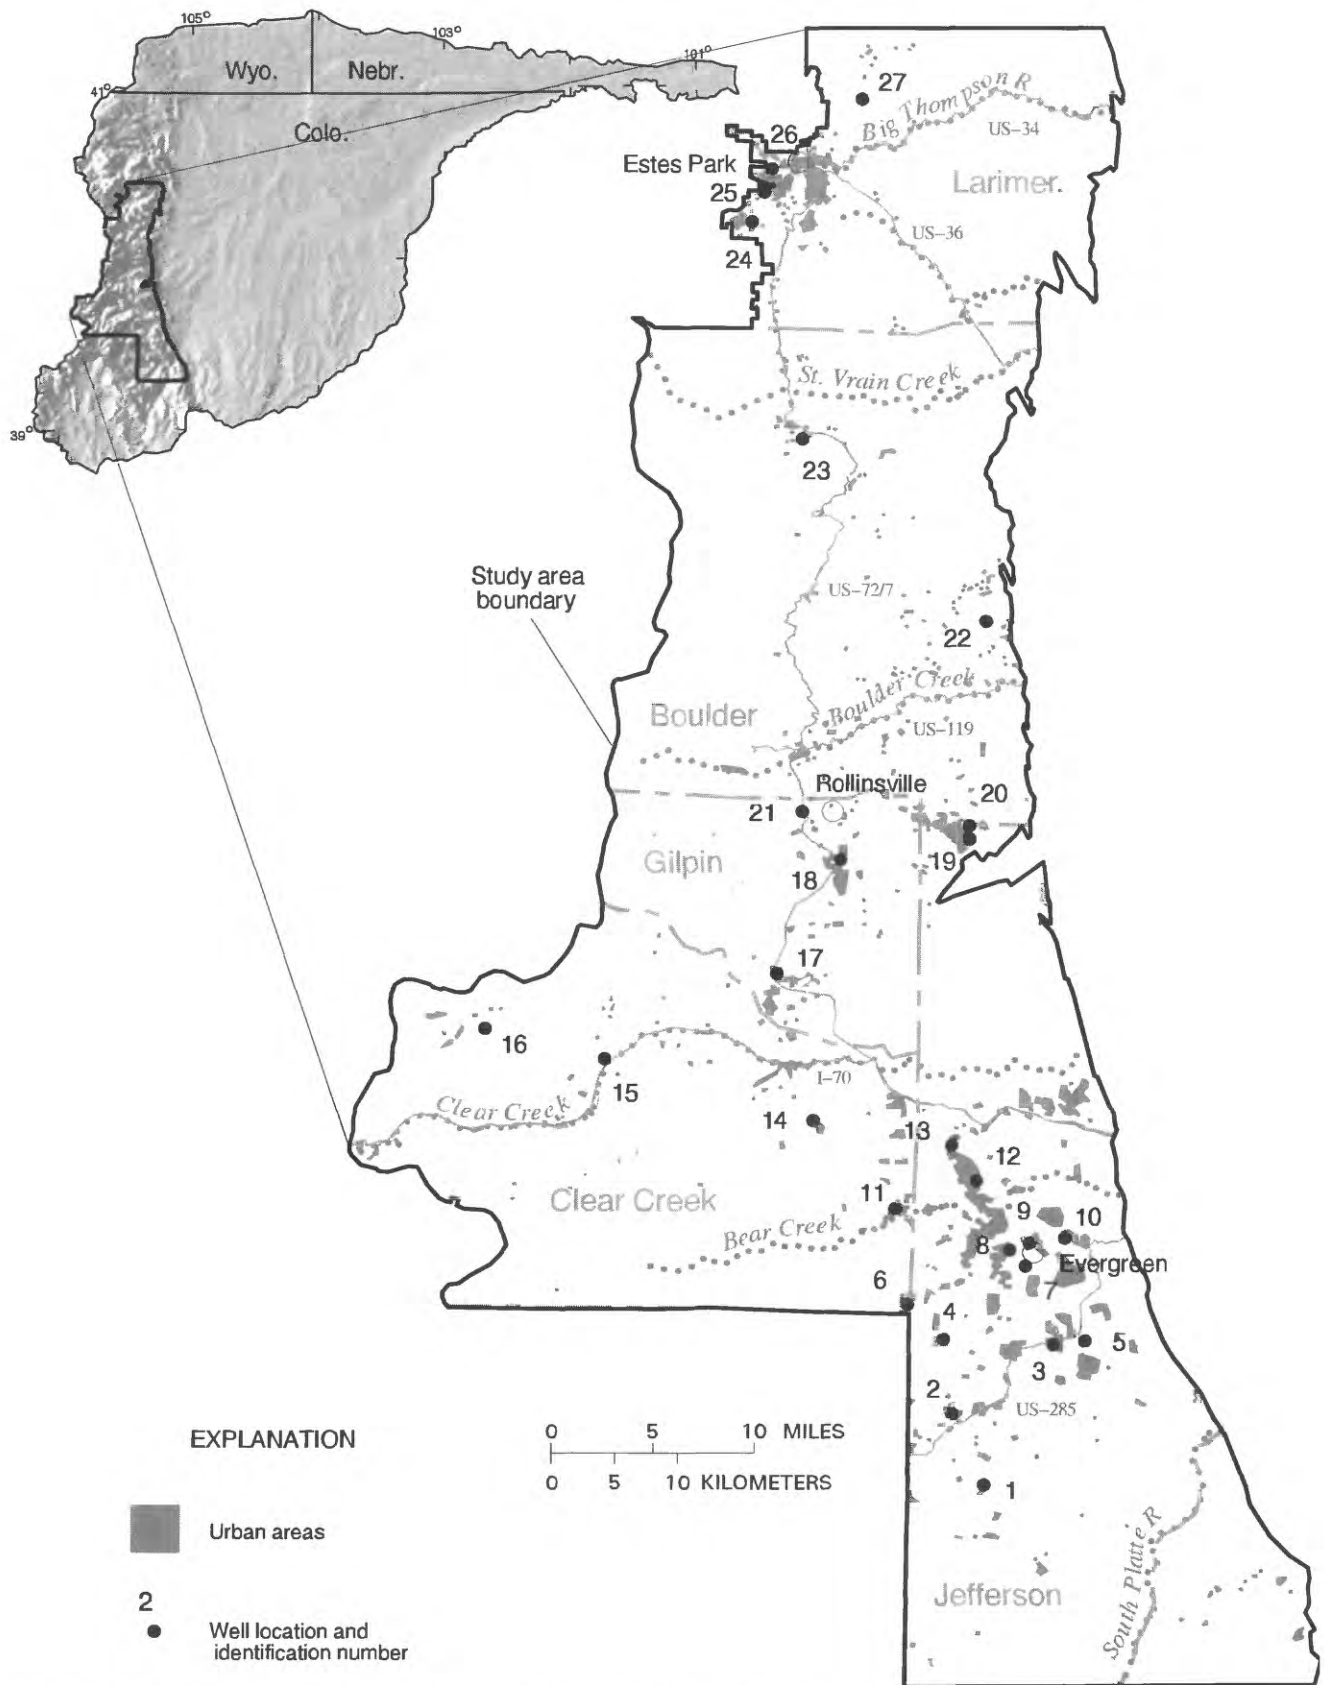 105°
103°
101°
Wyo.
Nebr.
41°
Colo.
39°
27
Big Thompson R
US-34
26
Estes Park
Larimer.
25
US-36
24
St. Vrain Creek
23
Study area
boundary
US-72/7
22
Boulder Creek
Boulder
US-119
Rollinsville
20
21
19
Gilpin
18
17
16
15
I-70
Clear Creek
14
13
12
Clear Creek
11
9
10
Bear Creek
8
Evergreen
6
7
4
5
3
2
US-285
1
South Platte R
Jefferson
EXPLANATION
0 5 10 MILES
0 5 10 KILOMETERS
Urban areas
2
Well location and
identification number